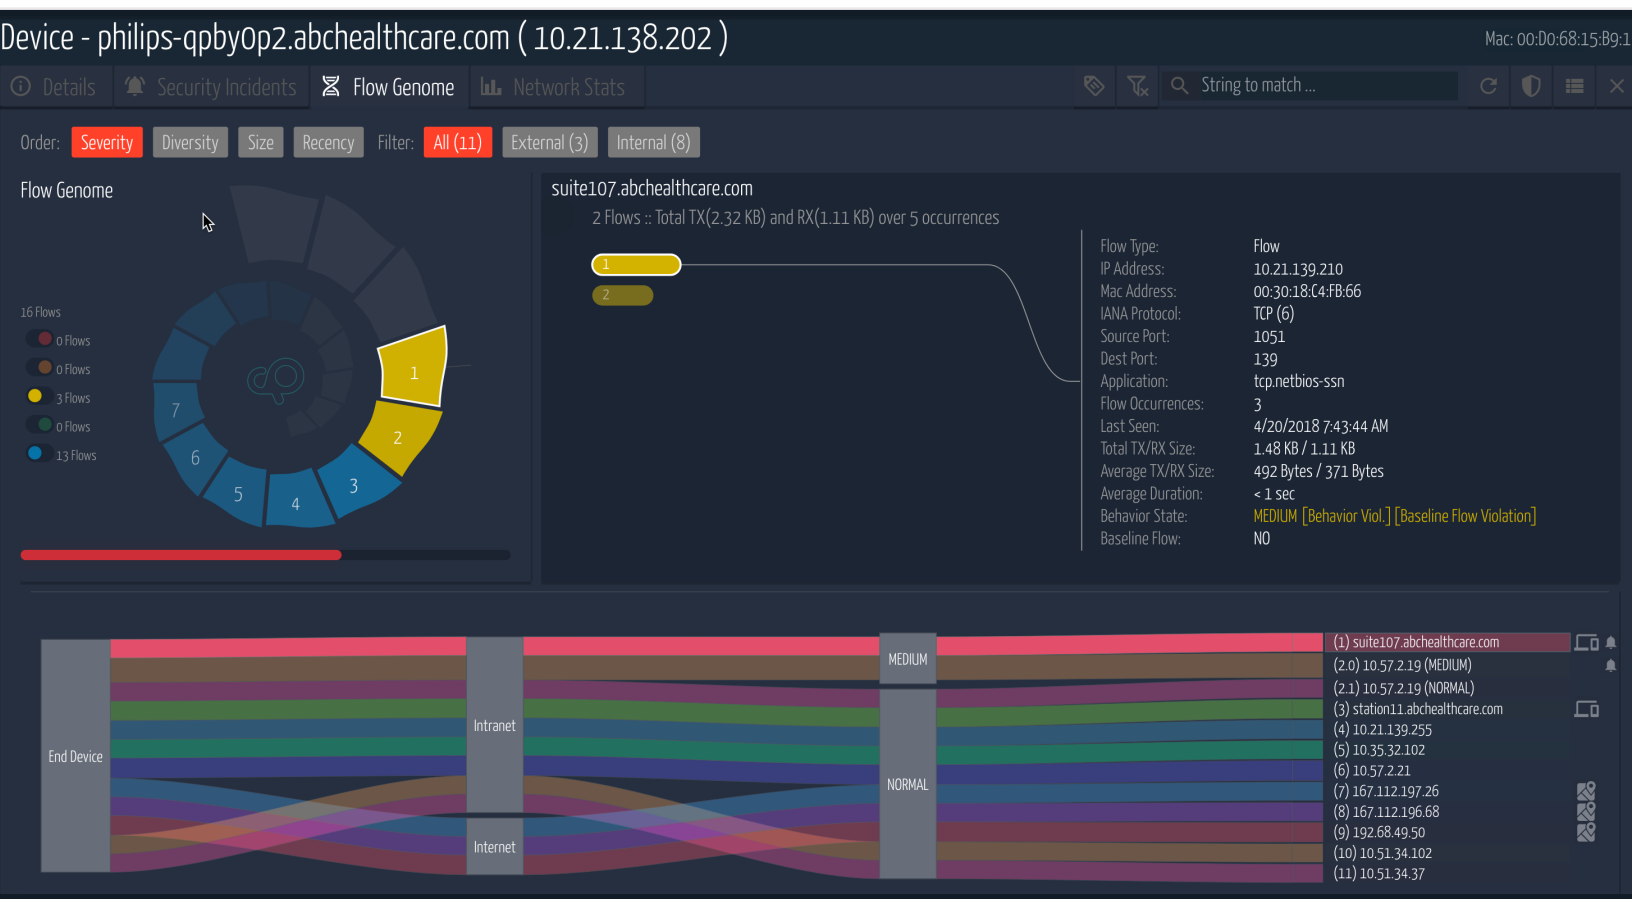 Device - philips-qpby0p2.abchealthcare.com ( 10.21.138.202 )
Mac: 00:D0:68:15:B9:1
Details
Security Incidents
Flow Genome
Network Stats
String to match ...
Order:
Severity
Diversity
Size
Recency
Filter:
All (11)
External (3)
Internal (8)
Flow Genome
16 Flows
0 Flows
0 Flows
3 Flows
0 Flows
13 Flows
1
2
3
4
5
6
7
suite107.abchealthcare.com
2 Flows :: Total TX(2.32 KB) and RX(1.11 KB) over 5 occurrences
1
2
Flow Type: Flow
IP Address: 10.21.139.210
Mac Address: 00:30:18:C4:FB:66
IANA Protocol: TCP (6)
Source Port: 1051
Dest Port: 139
Application: tcp.netbios-ssn
Flow Occurrences: 3
Last Seen: 4/20/2018 7:43:44 AM
Total TX/RX Size: 1.48 KB / 1.11 KB
Average TX/RX Size: 492 Bytes / 371 Bytes
Average Duration: < 1 sec
Behavior State: MEDIUM [Behavior Viol.] [Baseline Flow Violation]
Baseline Flow: NO
End Device
Intranet
Internet
MEDIUM
NORMAL
(1) suite107.abchealthcare.com
(2.0) 10.57.2.19 (MEDIUM)
(2.1) 10.57.2.19 (NORMAL)
(3) station11.abchealthcare.com
(4) 10.21.139.255
(5) 10.35.32.102
(6) 10.57.2.21
(7) 167.112.197.26
(8) 167.112.196.68
(9) 192.68.49.50
(10) 10.51.34.102
(11) 10.51.34.37